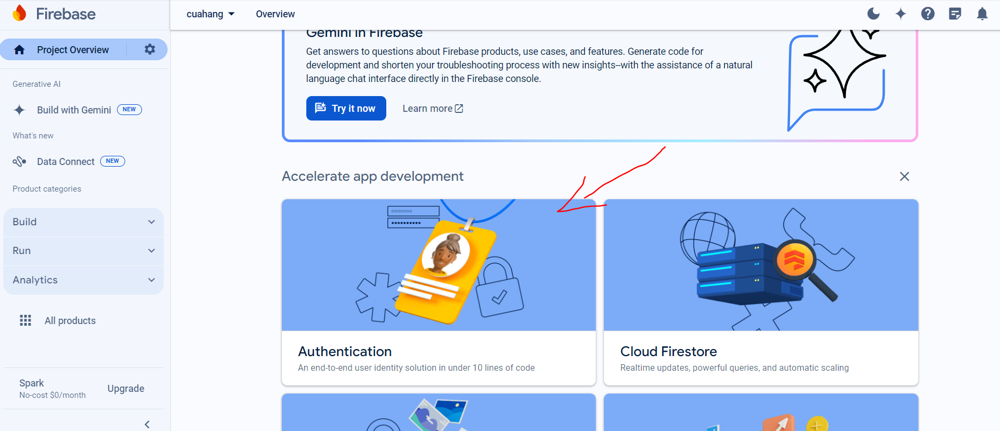 Firebase
cuahang
Overview
Project Overview
Generative AI
Build with Gemini
NEW
What's new
Data Connect
NEW
Product categories
Build
Run
Analytics
All products
Spark
No-cost $0/month
Upgrade
Gemini in Firebase
Get answers to questions about Firebase products, use cases, and features. Generate code for
development and shorten your troubleshooting process with new insights--with the assistance of a natural
language chat interface directly in the Firebase console.
Try it now
Learn more
Accelerate app development
Authentication
An end-to-end user identity solution in under 10 lines of code
Cloud Firestore
Realtime updates, powerful queries, and automatic scaling